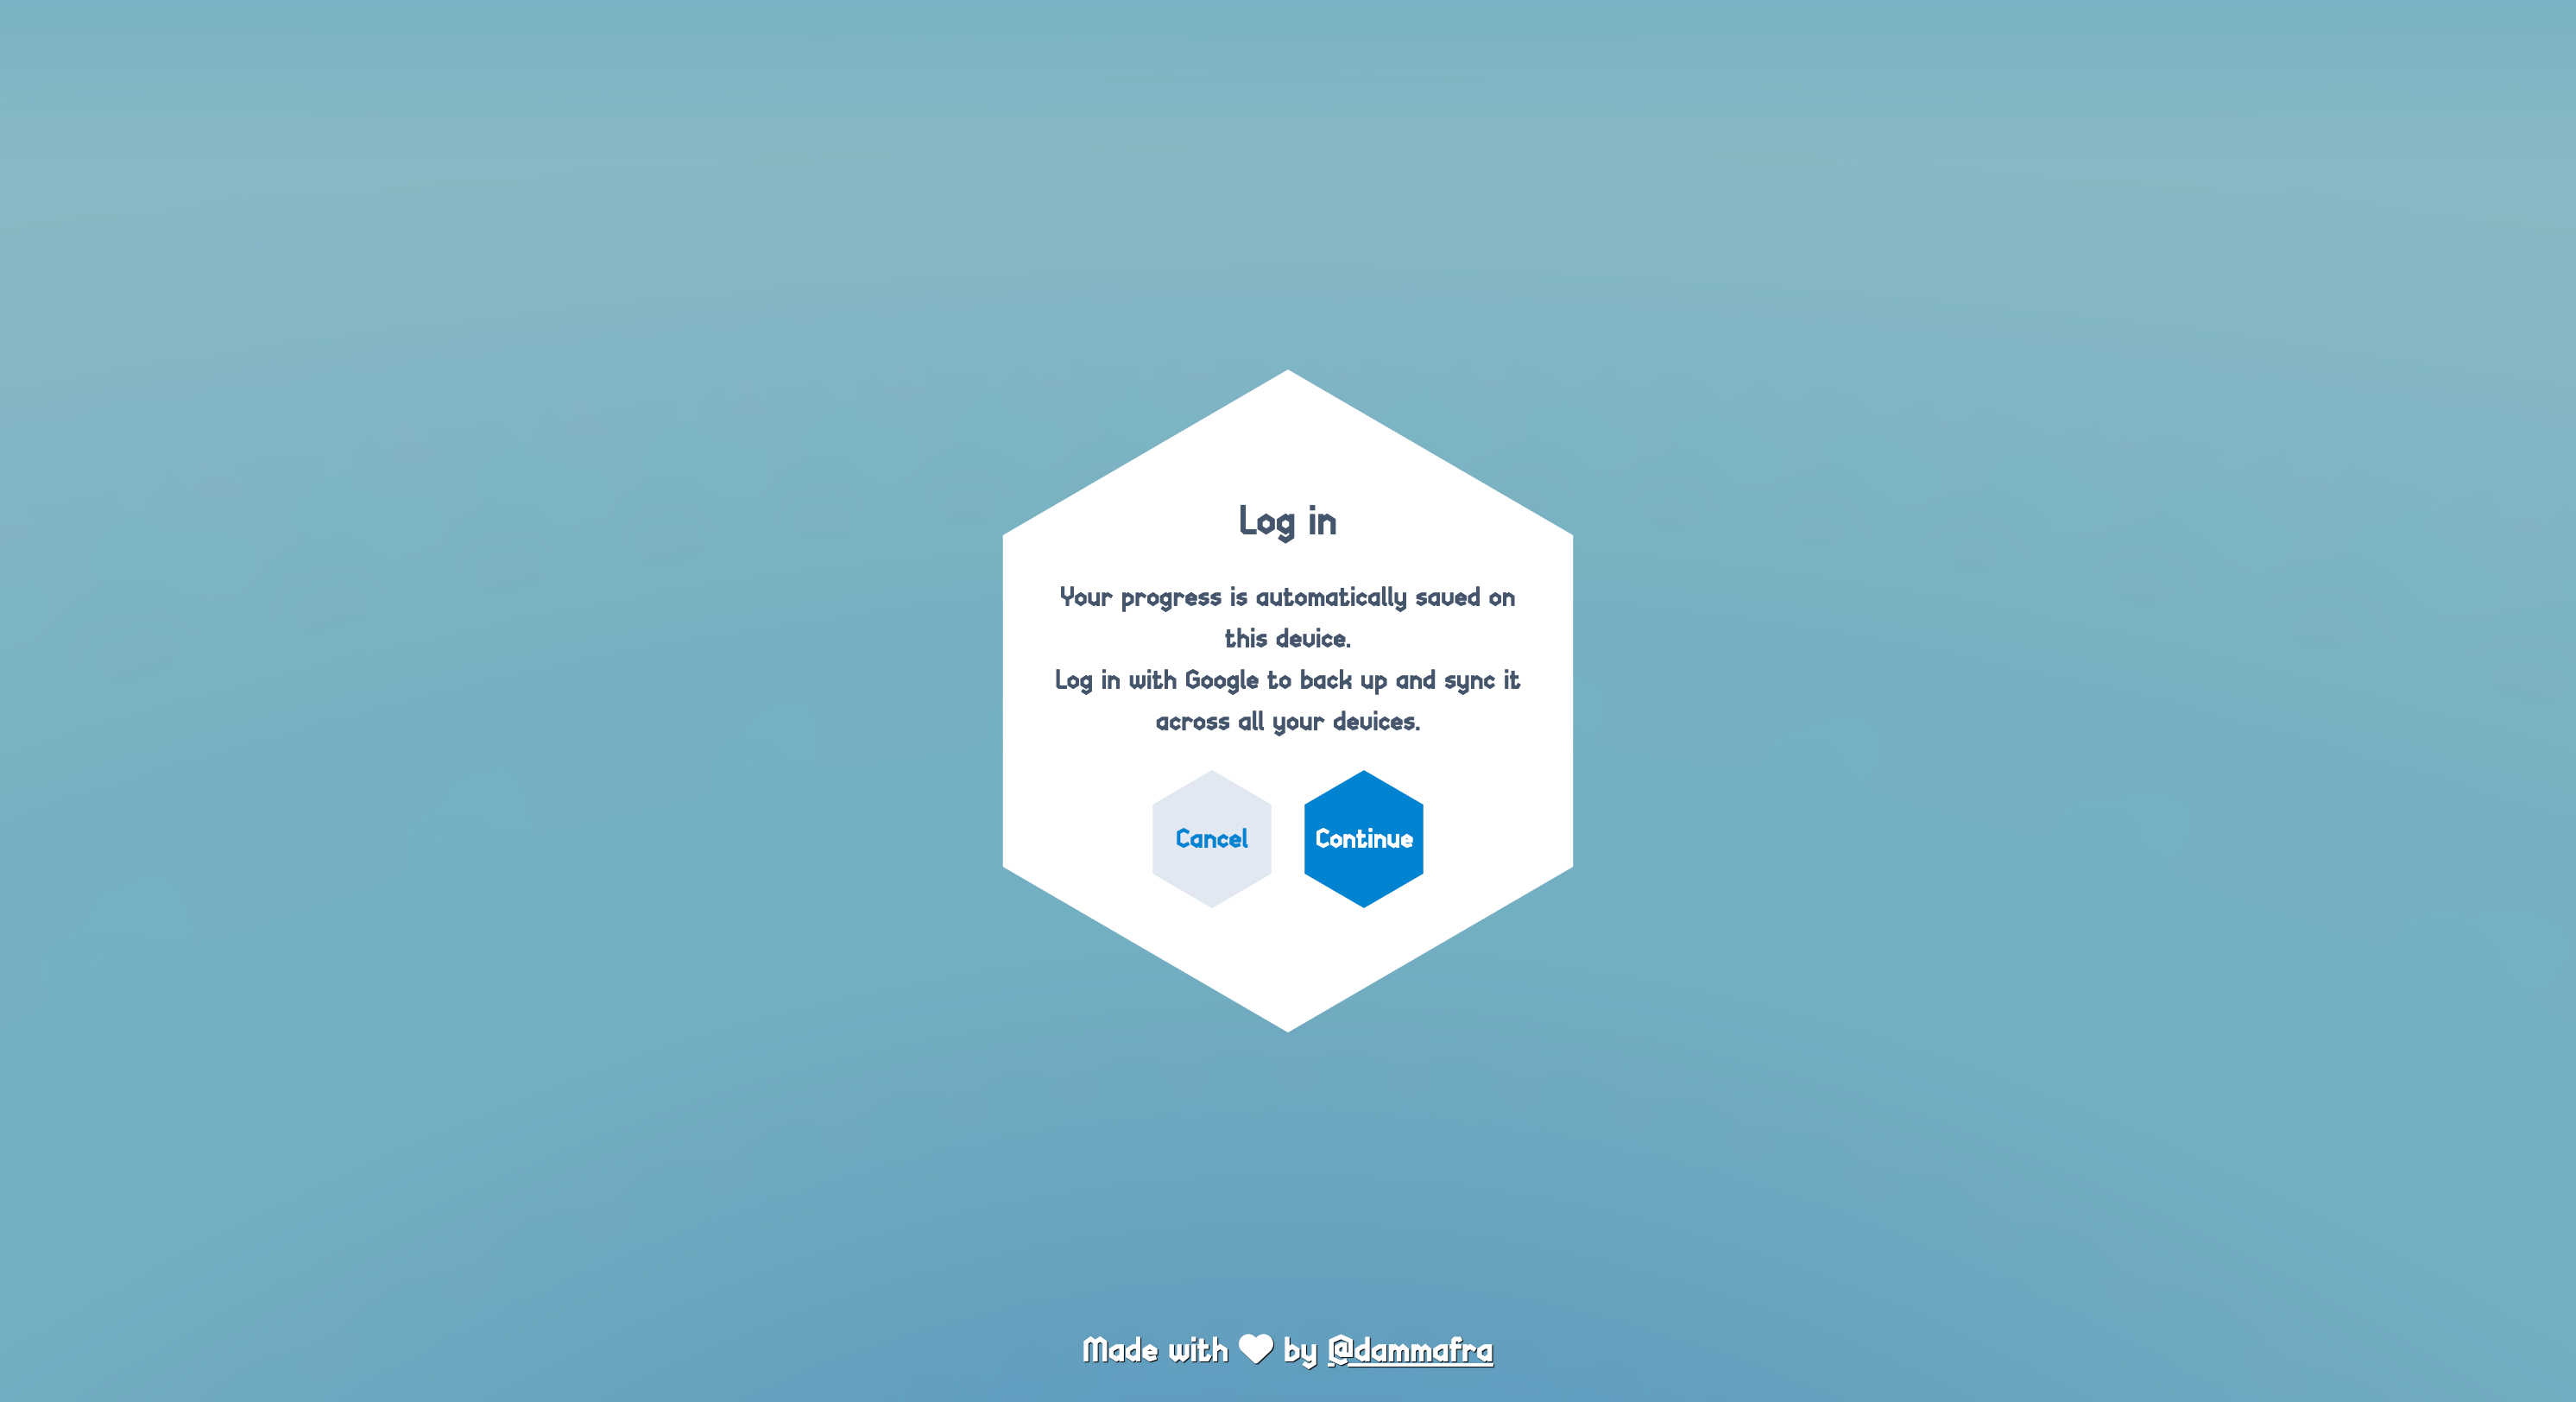 Log in
Your progress is automatically saved on
this device.
Log in with Google to back up and sync it
across all your devices.
Cancel
Continue
Made with ♥ by @dammafra